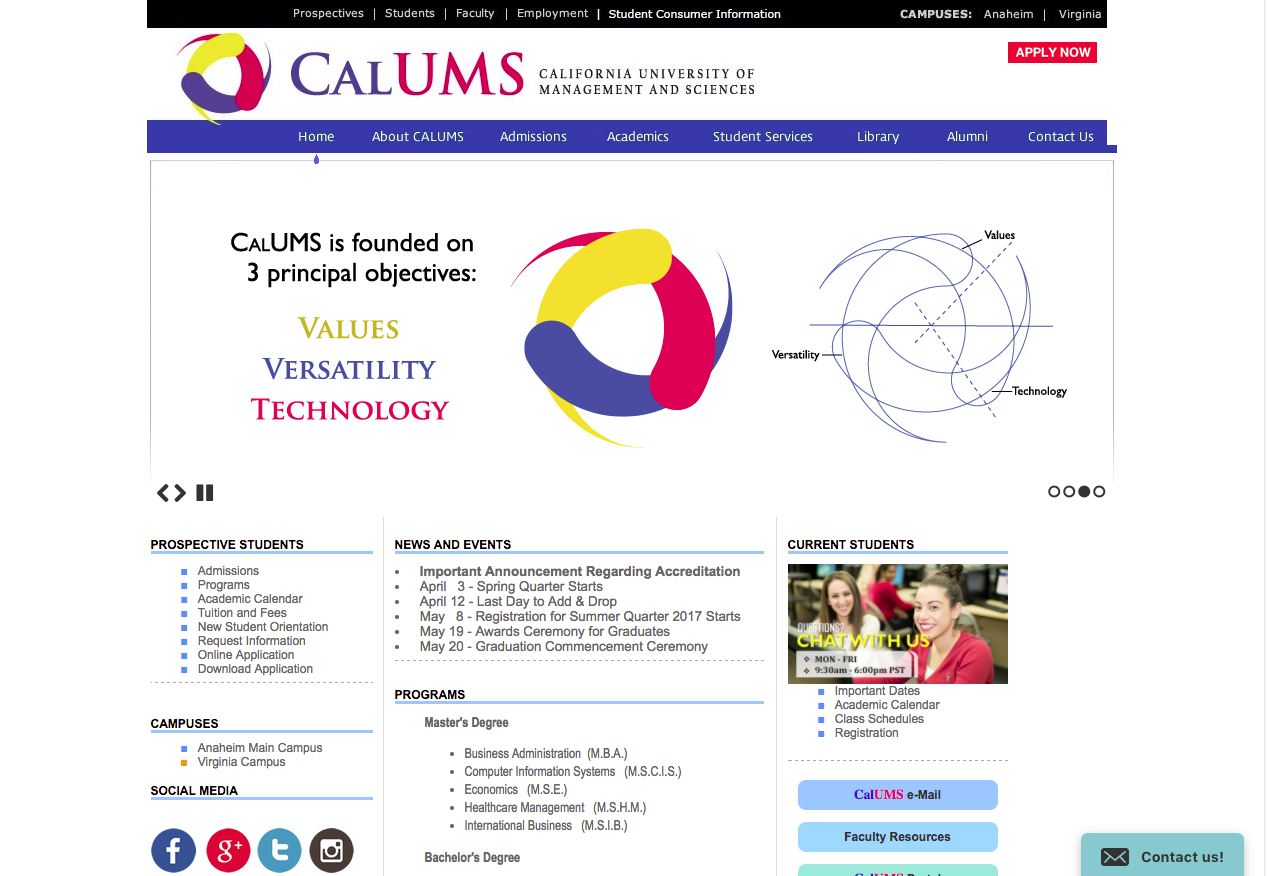 Prospectives | Students | Faculty | Employment | Student Consumer Information
CAMPUSES: Anaheim | Virginia
APPLY NOW
CALUMS
CALIFORNIA UNIVERSITY OF
MANAGEMENT AND SCIENCES
Home About CALUMS Admissions Academics Student Services Library Alumni Contact Us
CALUMS is founded on
3 principal objectives:
VALUES
VERSATILITY
TECHNOLOGY
Values
Versatility
Technology
PROSPECTIVE STUDENTS
Admissions
Programs
Academic Calendar
Tuition and Fees
New Student Orientation
Request Information
Online Application
Download Application
CAMPUSES
Anaheim Main Campus
Virginia Campus
SOCIAL MEDIA
f g+ t
NEWS AND EVENTS
Important Announcement Regarding Accreditation
April 3 - Spring Quarter Starts
April 12 - Last Day to Add & Drop
May 8 - Registration for Summer Quarter 2017 Starts
May 19 - Awards Ceremony for Graduates
May 20 - Graduation Commencement Ceremony
PROGRAMS
Master's Degree
Business Administration (M.B.A.)
Computer Information Systems (M.S.C.I.S.)
Economics (M.S.E.)
Healthcare Management (M.S.H.M.)
International Business (M.S.I.B.)
Bachelor's Degree
CURRENT STUDENTS
QUESTIONS?
CHAT WITH US
MON - FRI
9:30am - 6:00pm PST
Important Dates
Academic Calendar
Class Schedules
Registration
CalUMS e-Mail
Faculty Resources
CalUMS
Contact us!